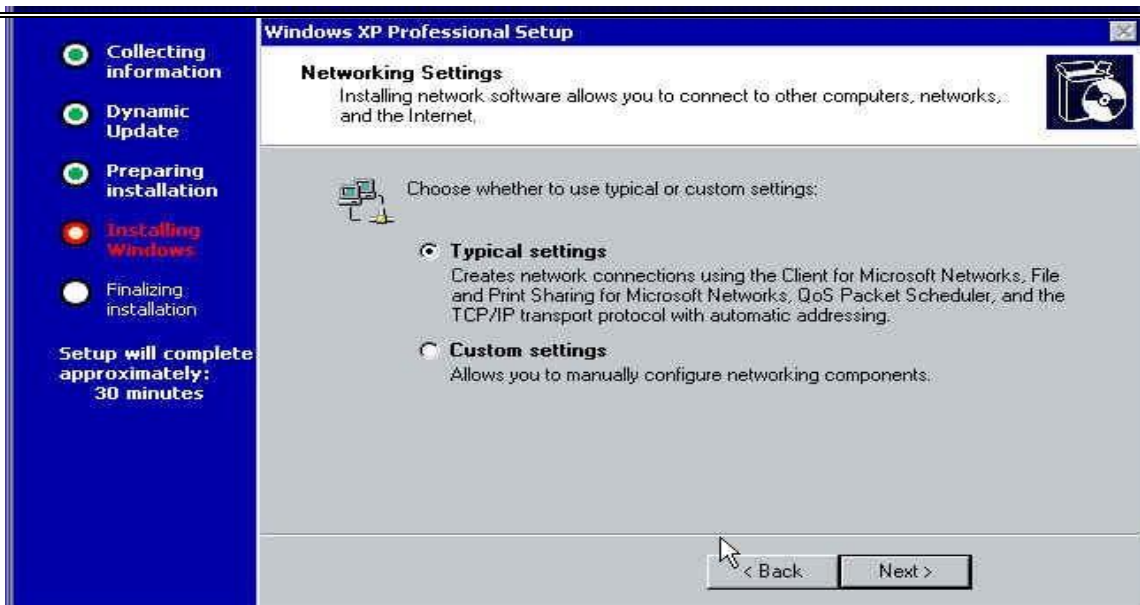 Collecting
information
Dynamic
Update
Preparing
installation
Installing
Windows
Finalizing
installation
Setup will complete
approximately:
30 minutes
Windows XP Professional Setup
Networking Settings
Installing network software allows you to connect to other computers, networks,
and the Internet.
Choose whether to use typical or custom settings:
Typical settings
Creates network connections using the Client for Microsoft Networks, File
and Print Sharing for Microsoft Networks, QoS Packet Scheduler, and the
TCP/IP transport protocol with automatic addressing.
Custom settings
Allows you to manually configure networking components.
< Back
Next >